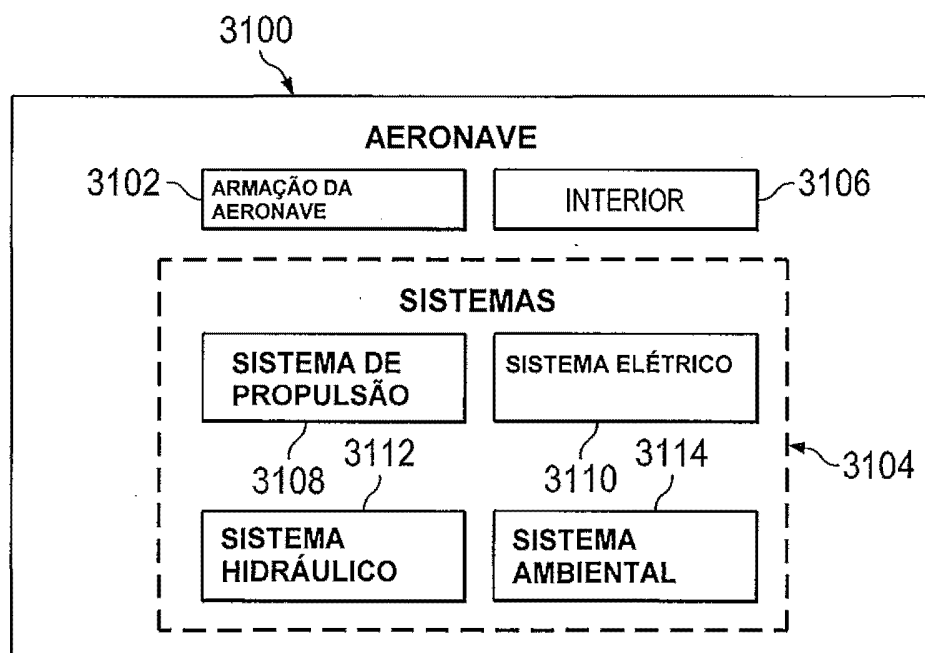 3100
AERONAVE
3102
ARMAÇÃO DA
AERONAVE
INTERIOR
3106
SISTEMAS
SISTEMA DE
PROPULSÃO
SISTEMA ELÉTRICO
3108
3112
3110
3114
3104
SISTEMA
HIDRÁULICO
SISTEMA
AMBIENTAL